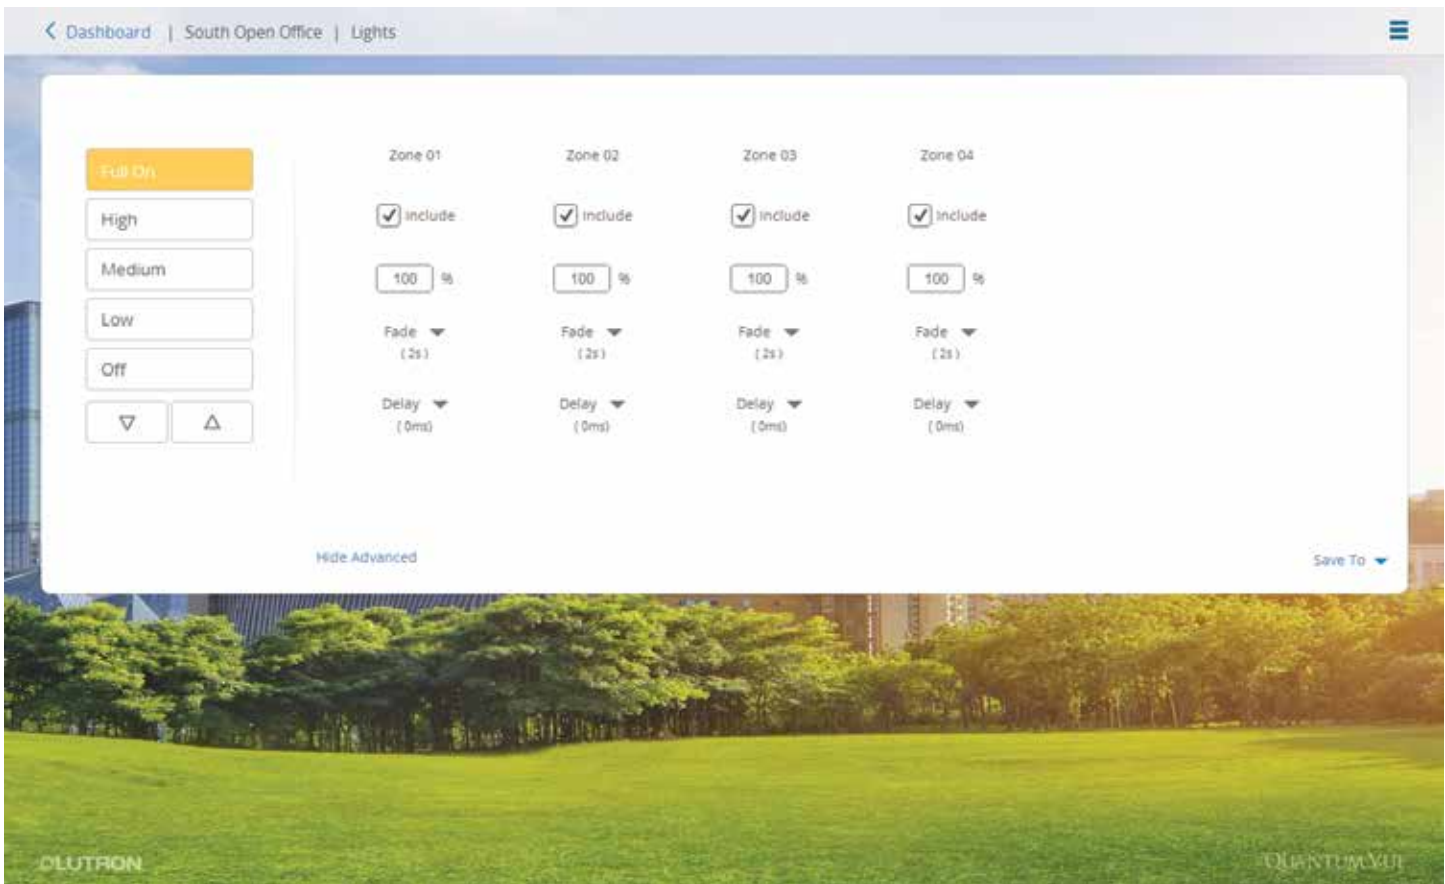 Dashboard | South Open Office | Lights
Full On
High
Medium
Low
Off
Zone 01 Zone 02 Zone 03 Zone 04
Include Include Include Include
100 % 100 % 100 % 100 %
Fade Fade Fade Fade
(2s) (2s) (2s) (2s)
Delay Delay Delay Delay
(0ms) (0ms) (0ms) (0ms)
Hide Advanced
Save To
LUTRON
QUANTUM VUE